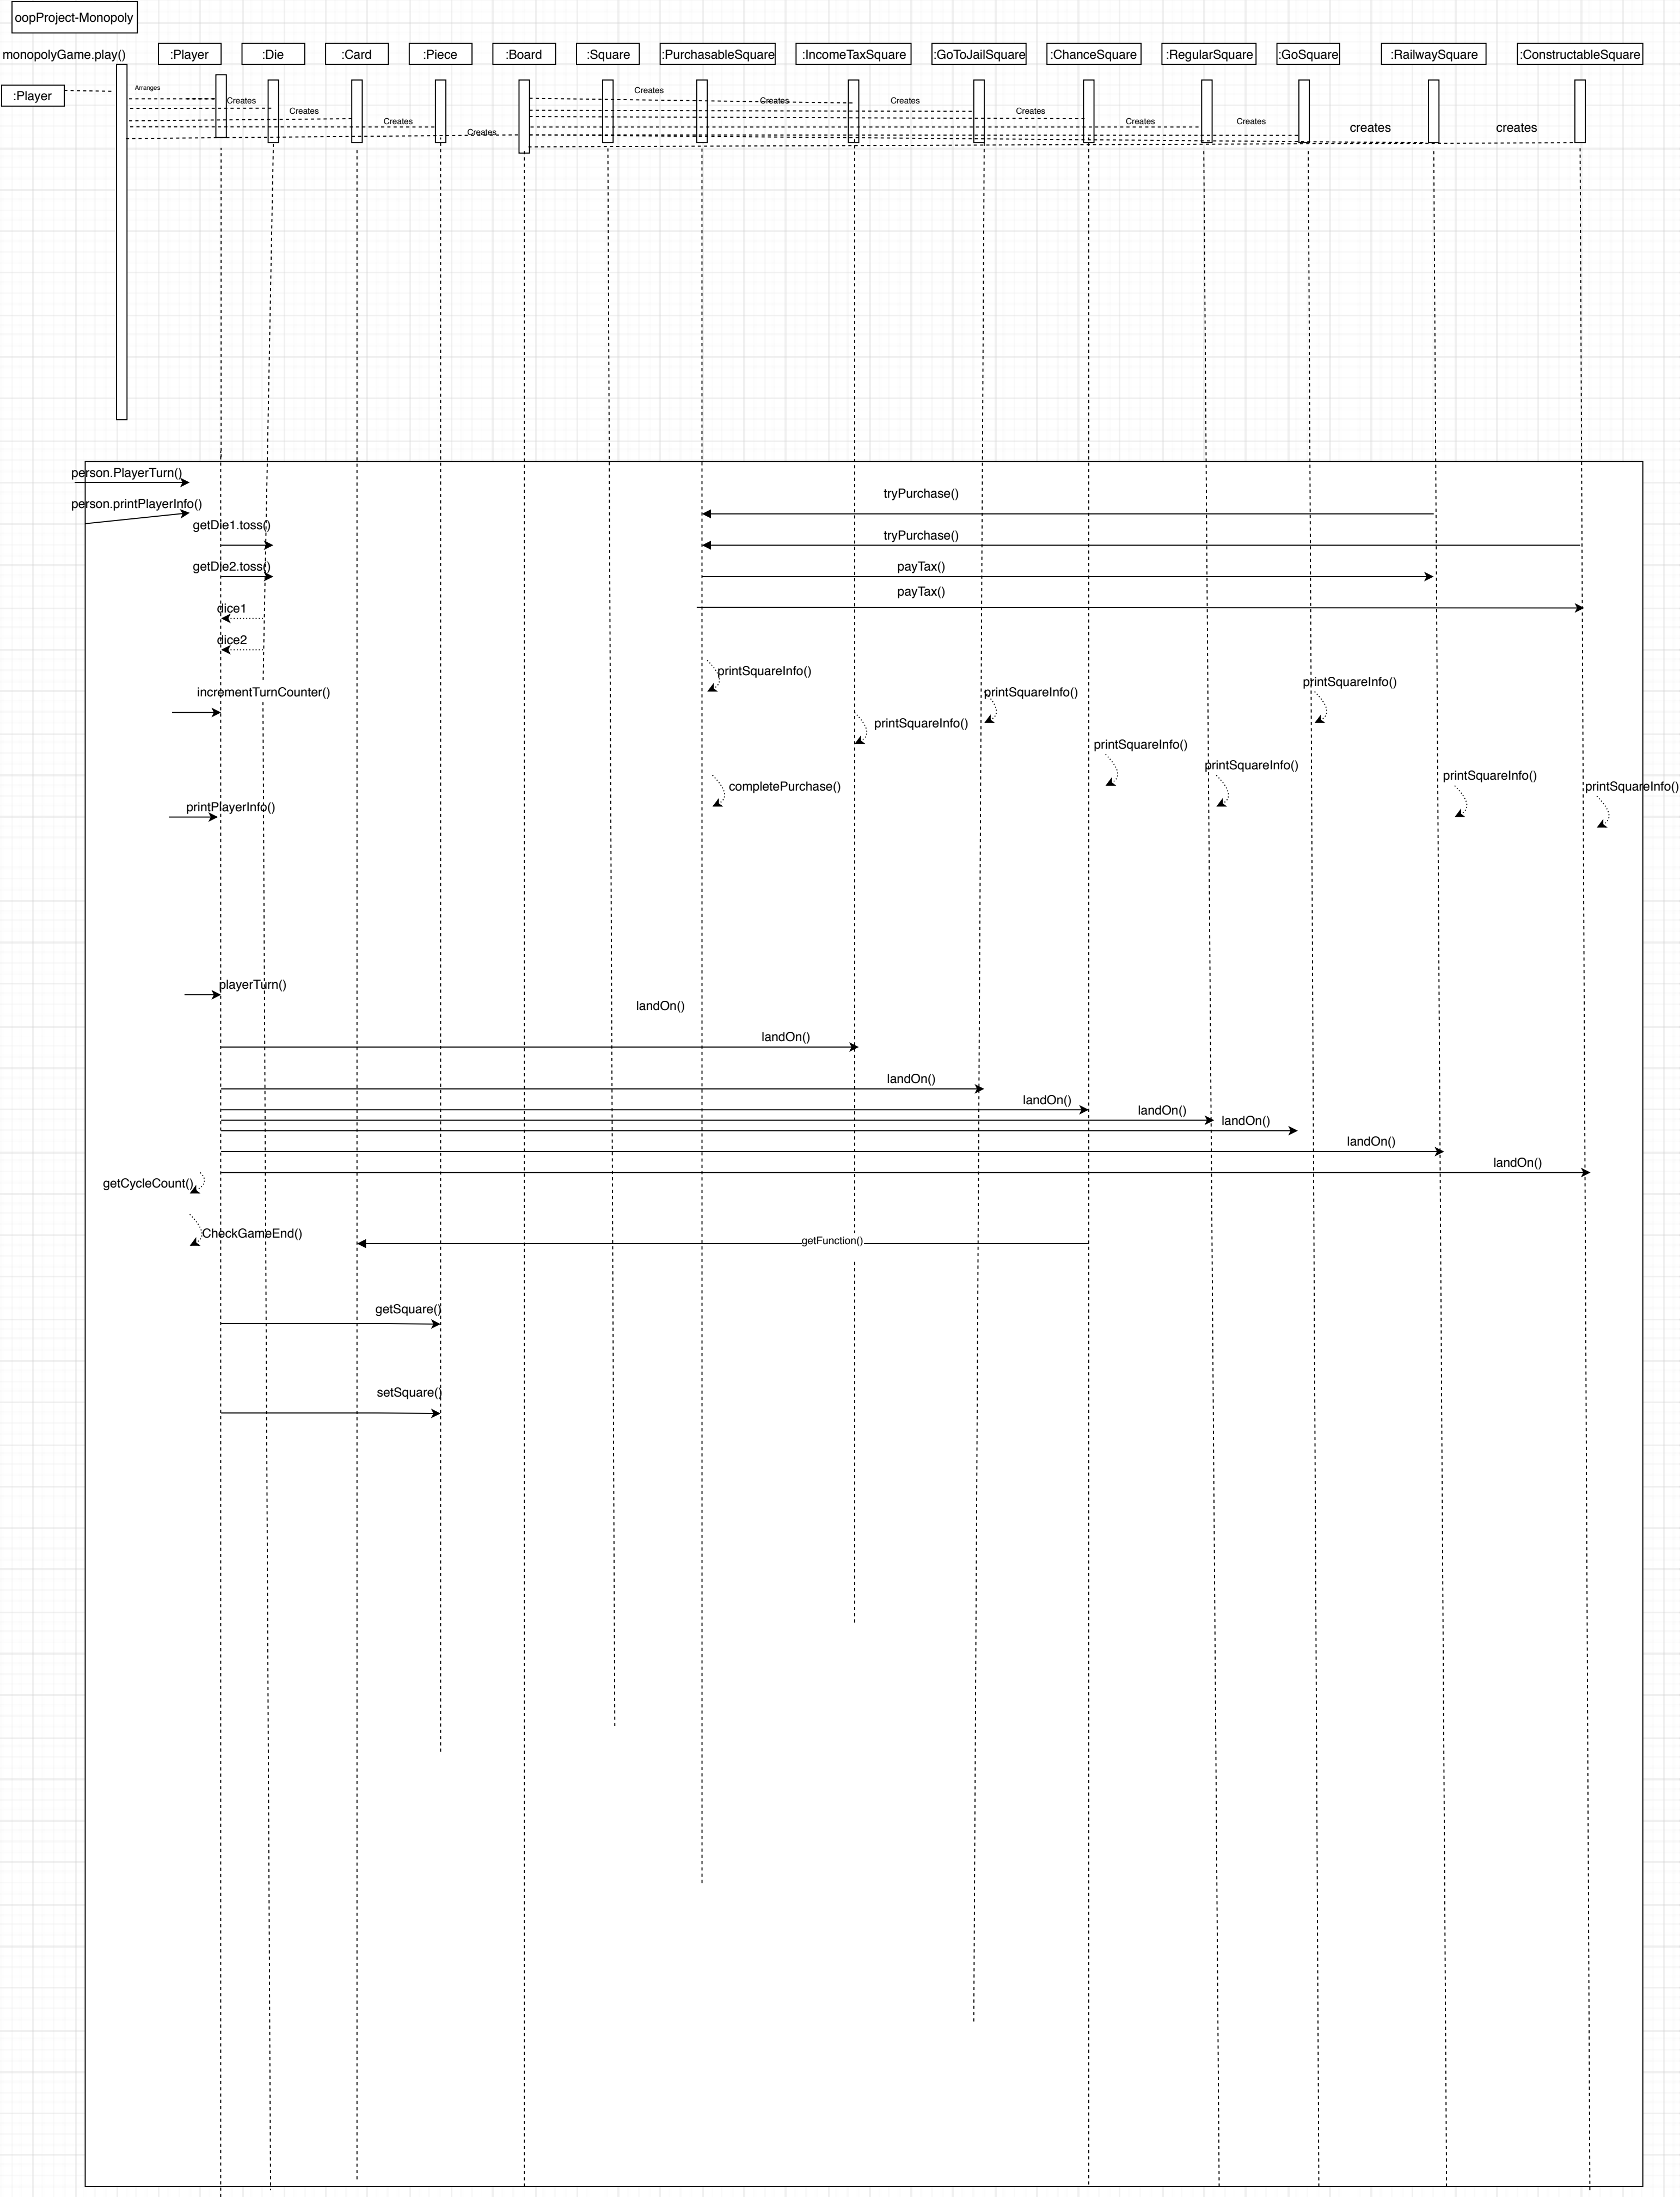 oopProject-Monopoly
monopolyGame.play()
:Player
:Die
:Card
:Piece
:Board
:Square
:PurchasableSquare
:IncomeTaxSquare
:GoToJailSquare
:ChanceSquare
:RegularSquare
:GoSquare
:RailwaySquare
:ConstructableSquare
:Player
Arranges
Creates
Creates
Creates
Creates
Creates
Creates
Creates
Creates
Creates
Creates
creates
creates
person.PlayerTurn()
person.printPlayerInfo()
tryPurchase()
getDie1.toss()
tryPurchase()
getDie2.toss()
payTax()
payTax()
dice1
dice2
printSquareInfo()
printSquareInfo()
printSquareInfo()
incrementTurnCounter()
printSquareInfo()
printSquareInfo()
printSquareInfo()
printSquareInfo()
printSquareInfo()
completePurchase()
printPlayerInfo()
playerTurn()
landOn()
landOn()
landOn()
landOn()
landOn()
landOn()
landOn()
landOn()
getCycleCount()
CheckGameEnd()
getFunction()
getSquare()
setSquare()